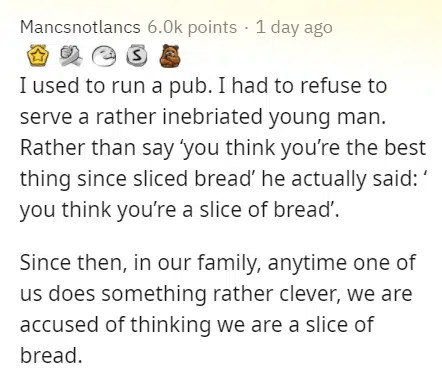 Mancsnotlancs 6.0k points · 1 day ago
S
I used to run a pub. I had to refuse to
serve a rather inebriated young man.
Rather than say ‘you think you’re the best
thing since sliced bread’ he actually said: ‘
you think you’re a slice of bread’.
Since then, in our family, anytime one of
us does something rather clever, we are
accused of thinking we are a slice of
bread.